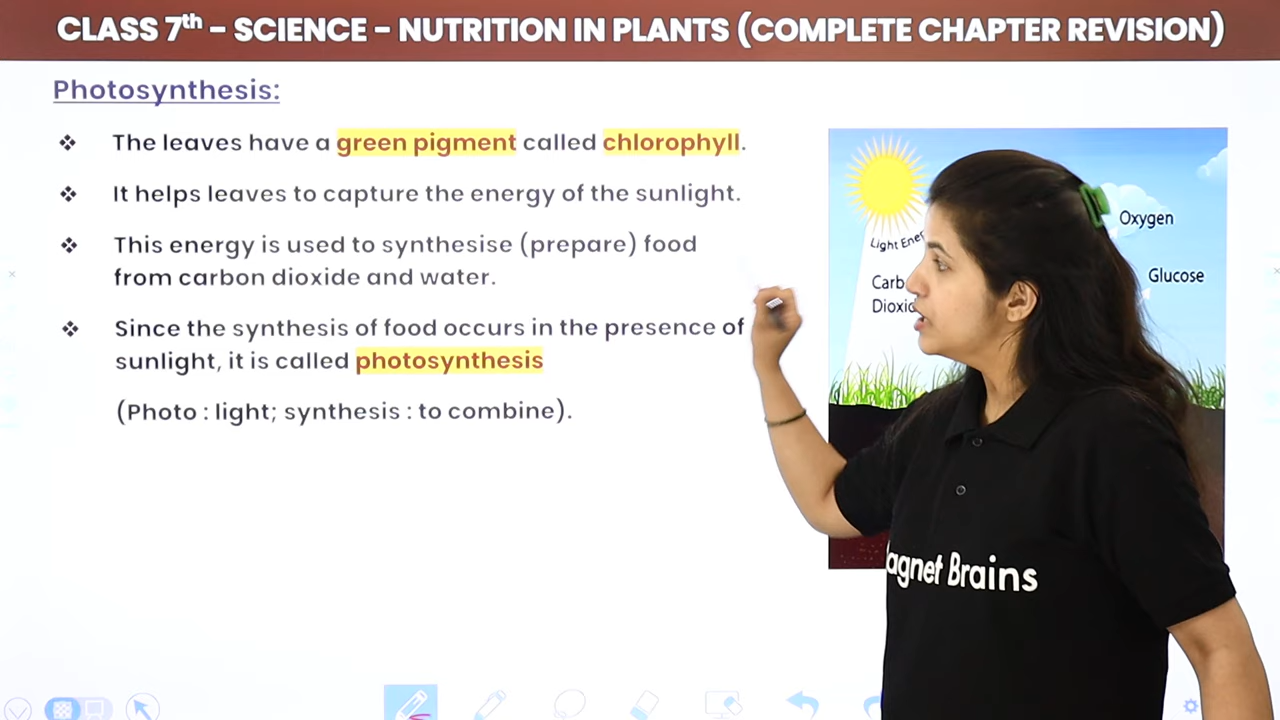 CLASS 7th – SCIENCE – NUTRITION IN PLANTS (COMPLETE CHAPTER REVISION)
Photosynthesis:
❖ The leaves have a green pigment called chlorophyll.
❖ It helps leaves to capture the energy of the sunlight.
❖ This energy is used to synthesise (prepare) food
from carbon dioxide and water.
❖ Since the synthesis of food occurs in the presence of
sunlight, it is called photosynthesis
(Photo : light; synthesis : to combine).
Oxygen
Light
Glucose
Brains